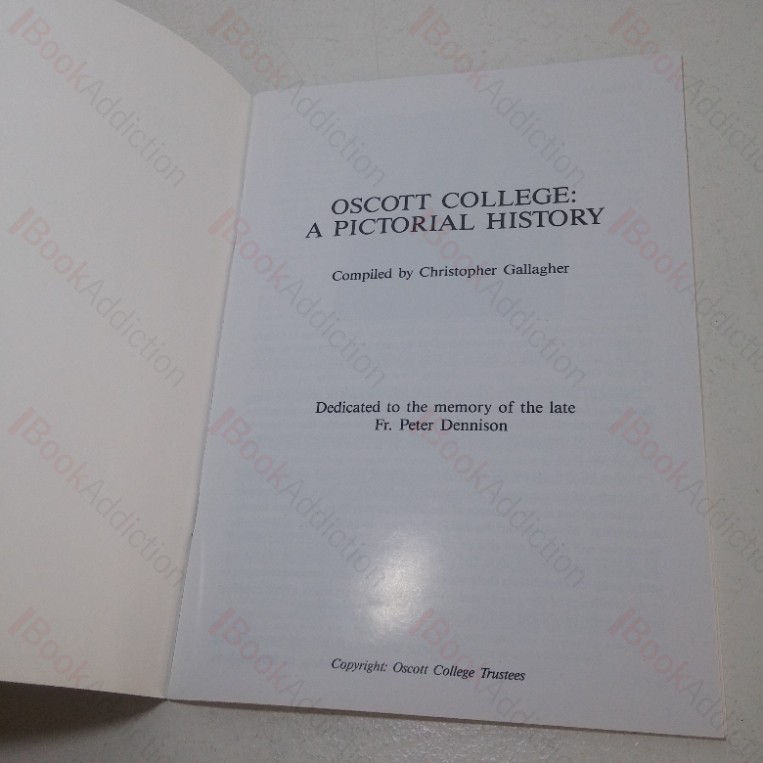 OSCOTT COLLEGE:
A PICTORIAL HISTORY
Compiled by Christopher Gallagher
Dedicated to the memory of the late
Fr. Peter Dennison
Copyright: Oscott College Trustees
BookAddiction